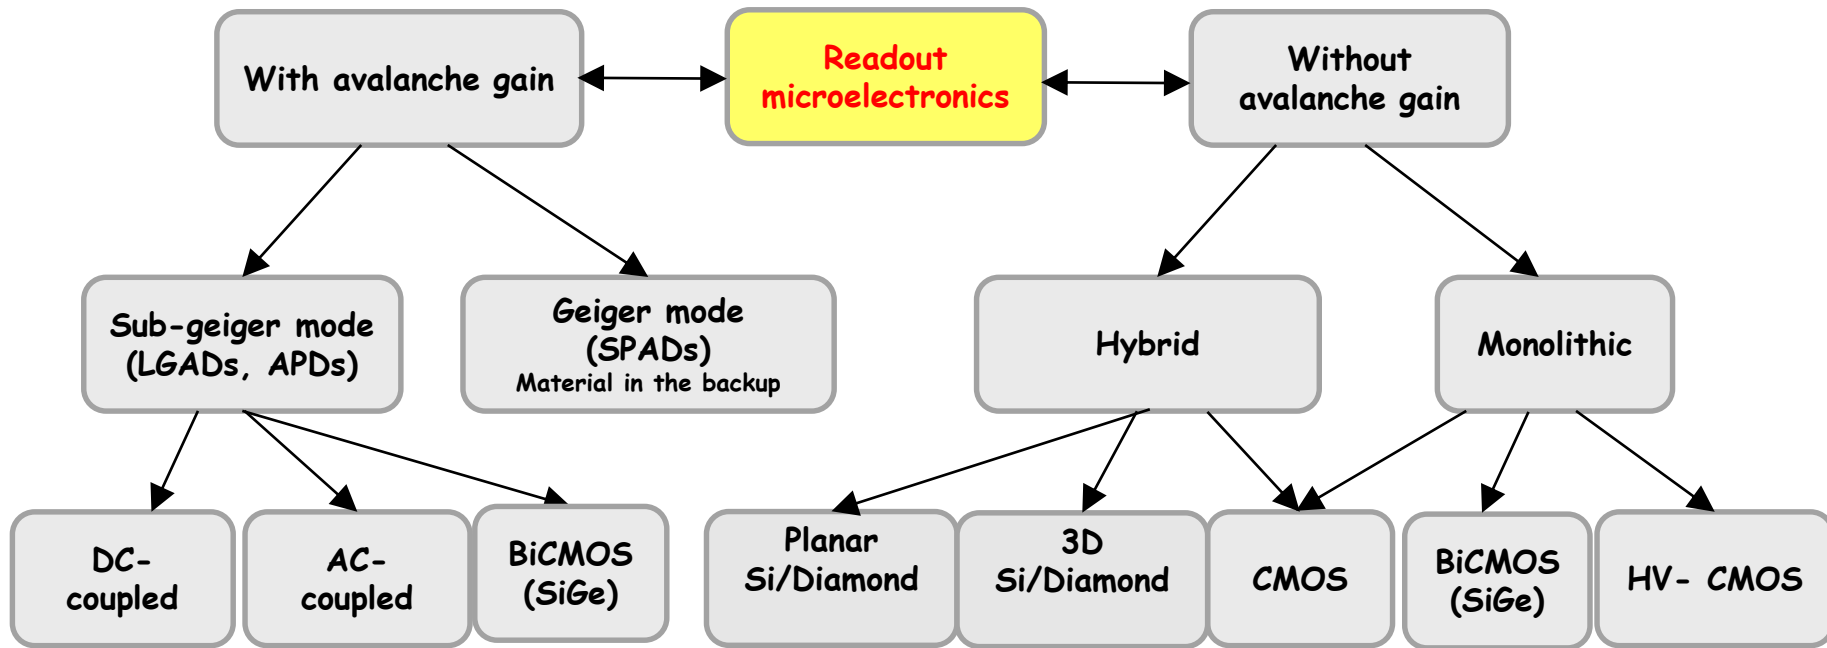 With avalanche gain
Readout
microelectronics
Without
avalanche gain
Sub-geiger mode
(LGADs, APDs)
Geiger mode
(SPADs)
Material in the backup
Hybrid
Monolithic
DC-
coupled
AC-
coupled
BiCMOS
(SiGe)
Planar
Si/Diamond
3D
Si/Diamond
CMOS
BiCMOS
(SiGe)
HV- CMOS